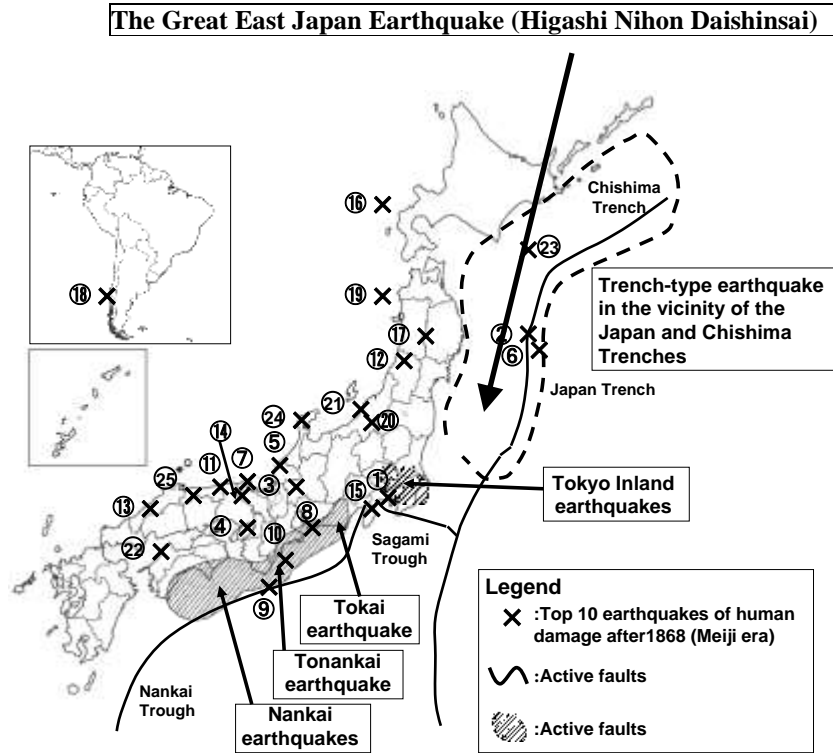 The Great East Japan Earthquake (Higashi Nihon Daishinsai)
Chishima
Trench
⑯
㉓
⑱
⑲
Trench-type earthquake
in the vicinity of the
Japan and Chishima
Trenches
⑰
②
⑥
⑫
Japan Trench
㉑
㉔
⑳
⑭
⑤
⑪
⑦
㉕
③
①
Tokyo Inland
earthquakes
⑬
⑮
④
⑧
⑩
Sagami
Trough
㉒
⑨
Tokai
earthquake
Tonankai
earthquake
Nankai
Trough
Nankai
earthquakes
Legend
:Top 10 earthquakes of human
damage after1868 (Meiji era)
:Active faults
:Active faults